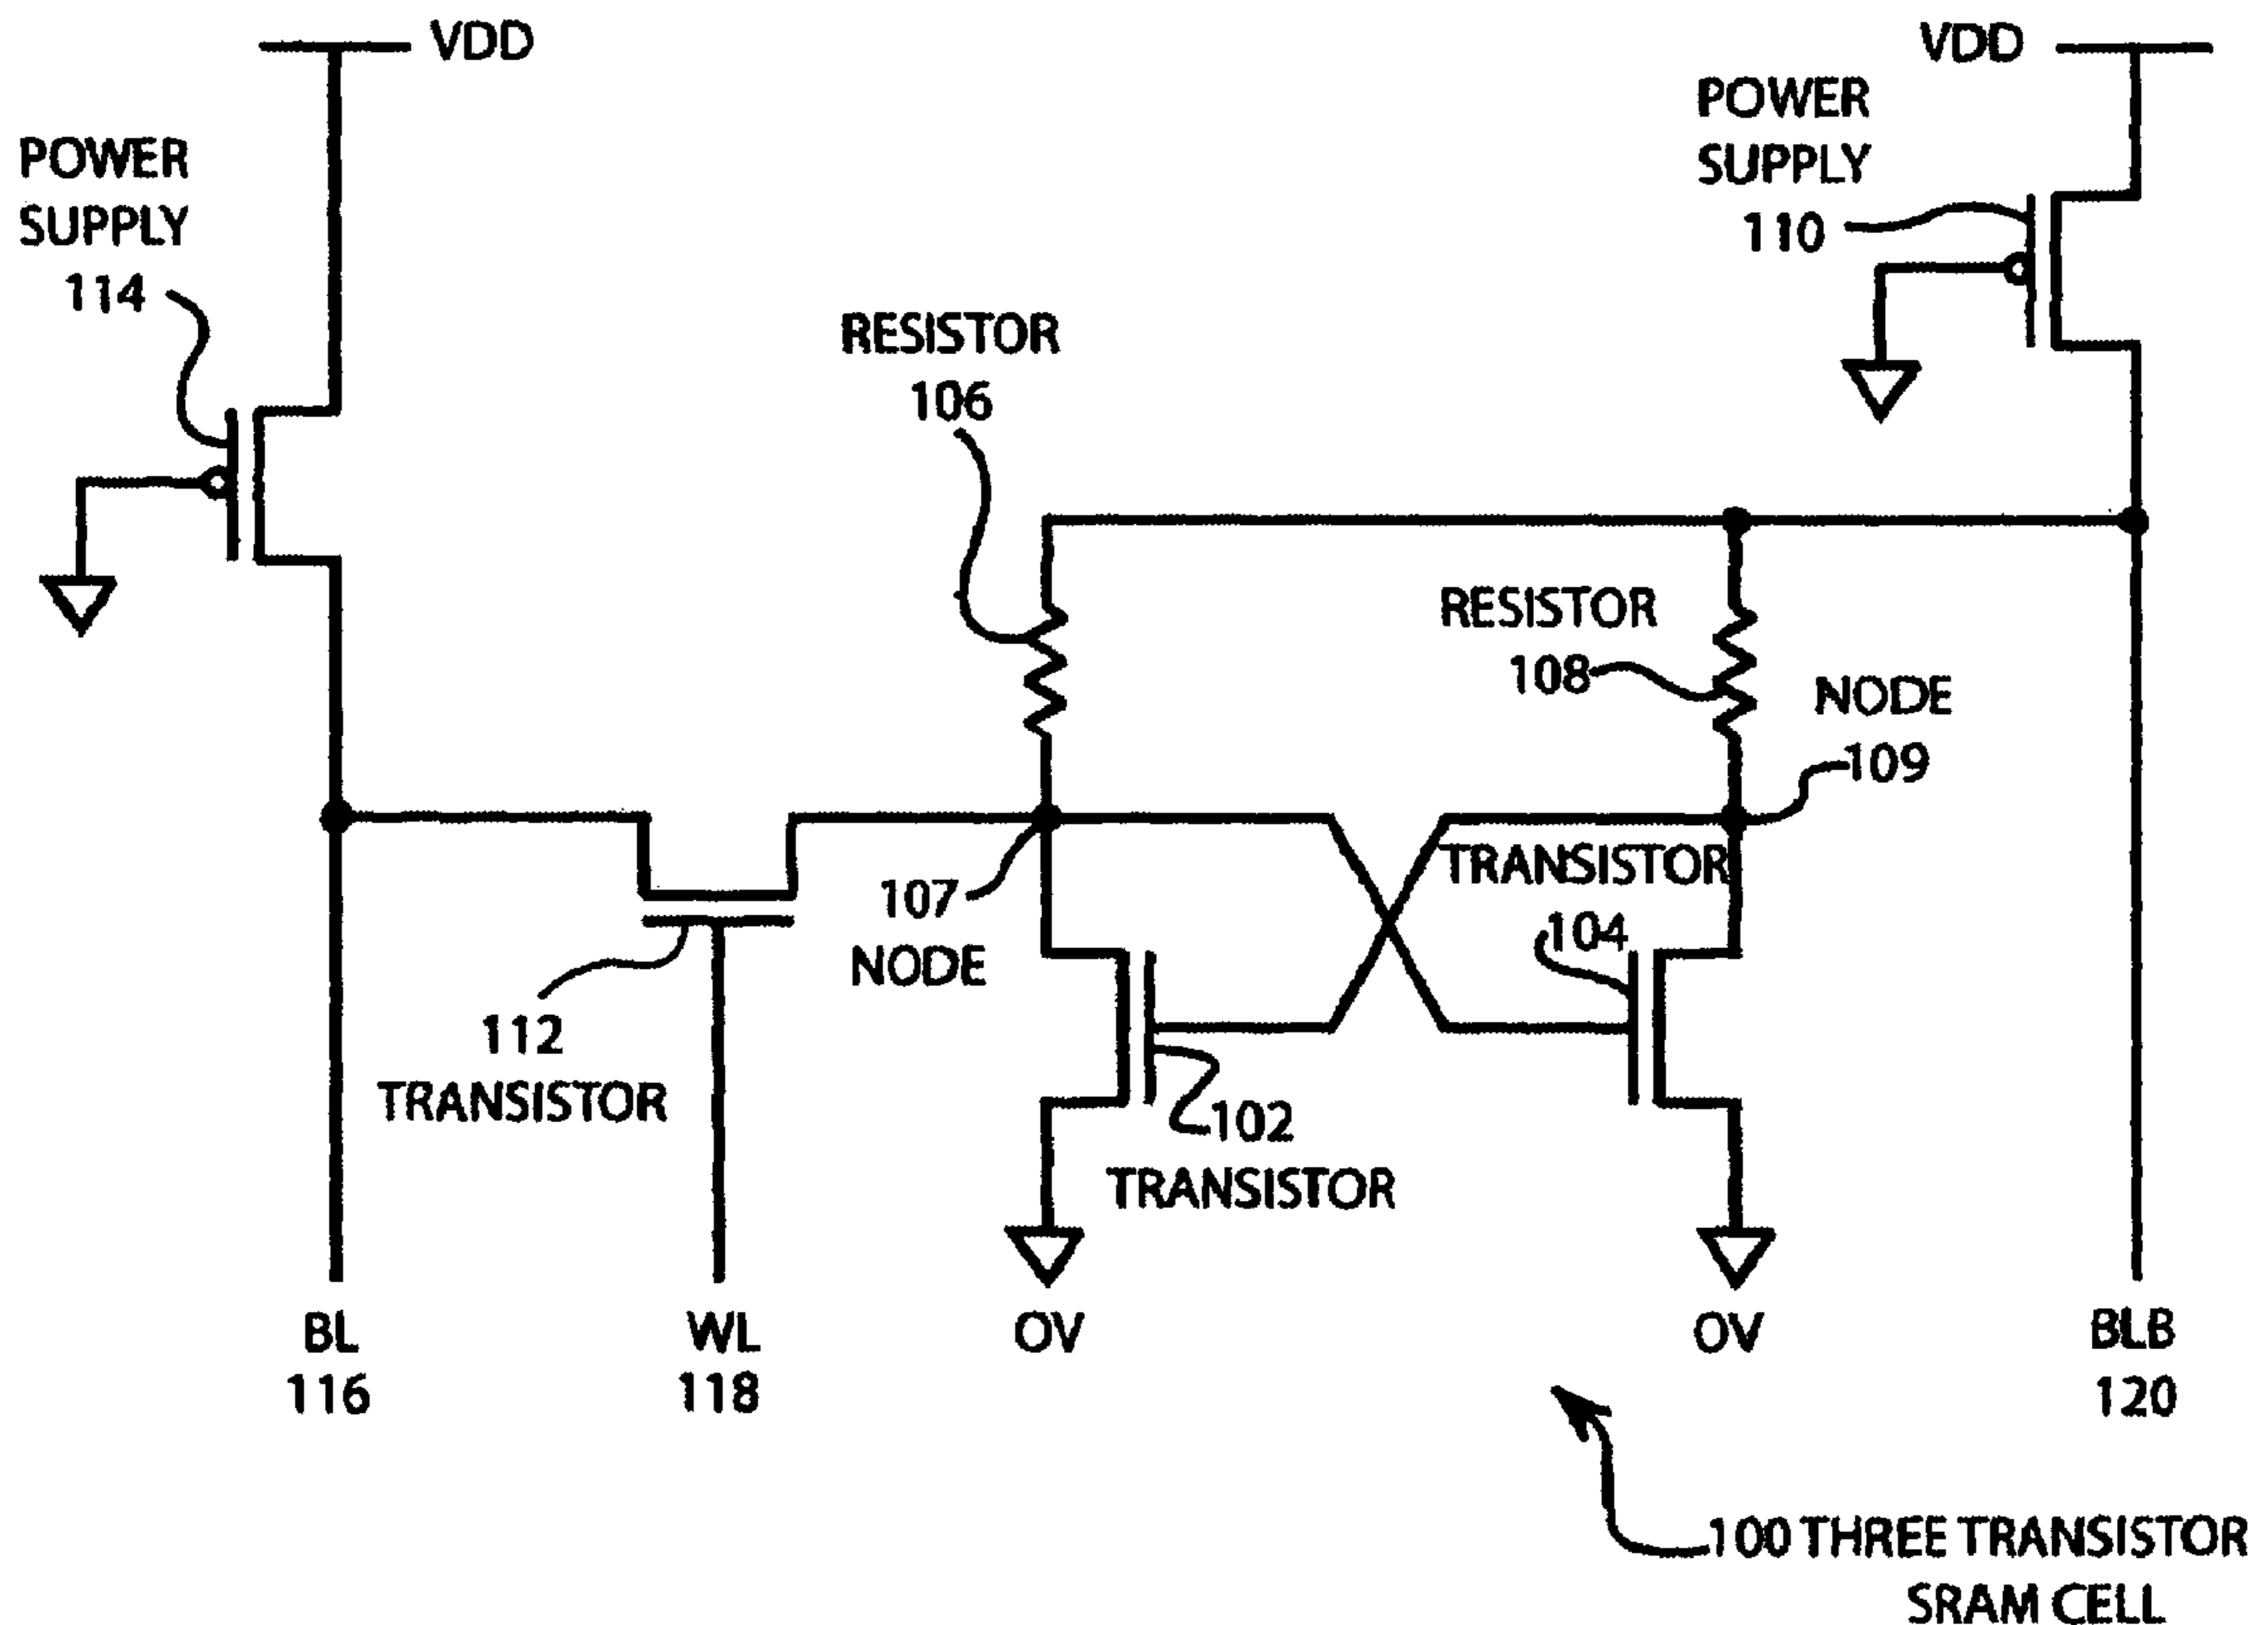 VDD
VDD
POWER
SUPPLY
110
POWER
SUPPLY
114
RESISTOR
106
RESISTOR
108
NODE
109
TRANSISTOR
104
107
NODE
112
TRANSISTOR
102
TRANSISTOR
BL
116
WL
118
OV
OV
BLB
120
100 THREE TRANSISTOR
SRAM CELL